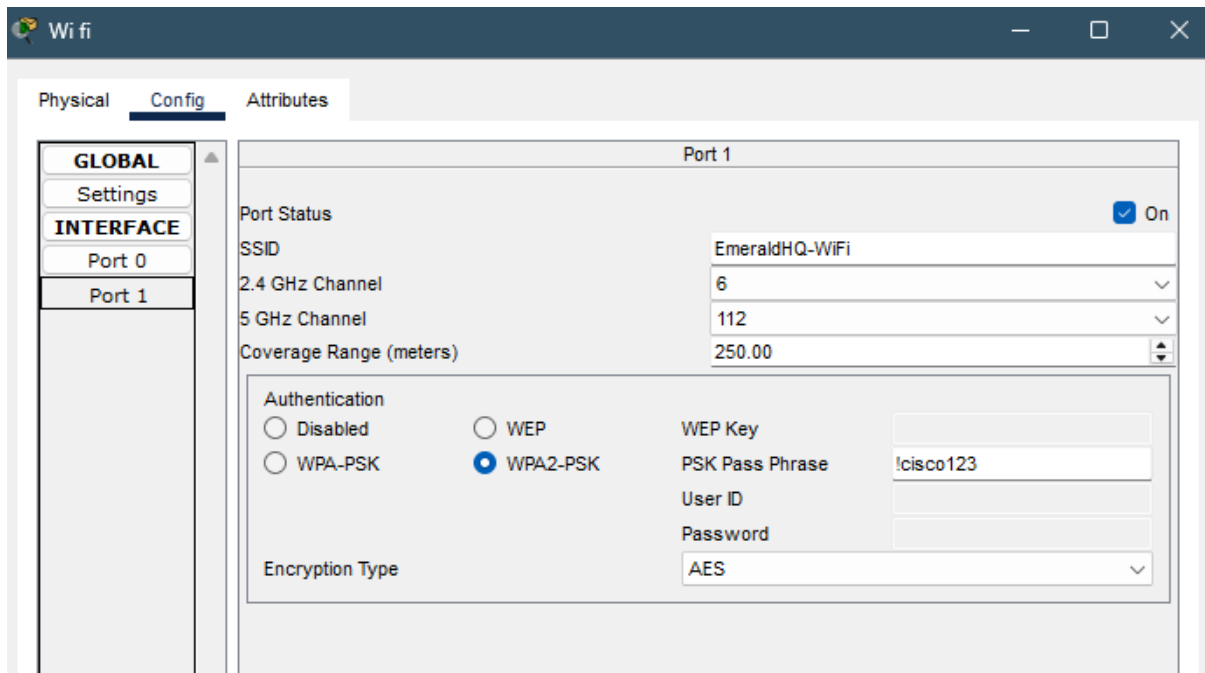 Wi fi
Physical Config Attributes
GLOBAL
Settings
INTERFACE
Port 0
Port 1
Port 1
Port Status On
SSID EmeraldHQ-WiFi
2.4 GHz Channel 6
5 GHz Channel 112
Coverage Range (meters) 250.00
Authentication
Disabled WEP WEP Key
WPA-PSK WPA2-PSK PSK Pass Phrase !cisco123
User ID
Password
Encryption Type AES